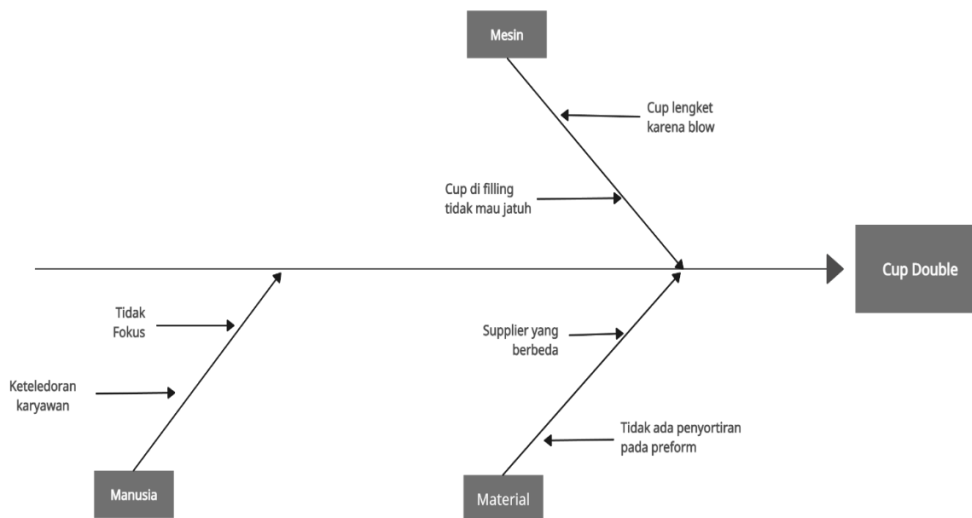 Mesin
Cup lengket
karena blow
Cup di filling
tidak mau jatuh
Cup Double
Tidak
Fokus
Supplier yang
berbeda
Keteledoran
karyawan
Tidak ada penyortiran
pada preform
Manusia
Material